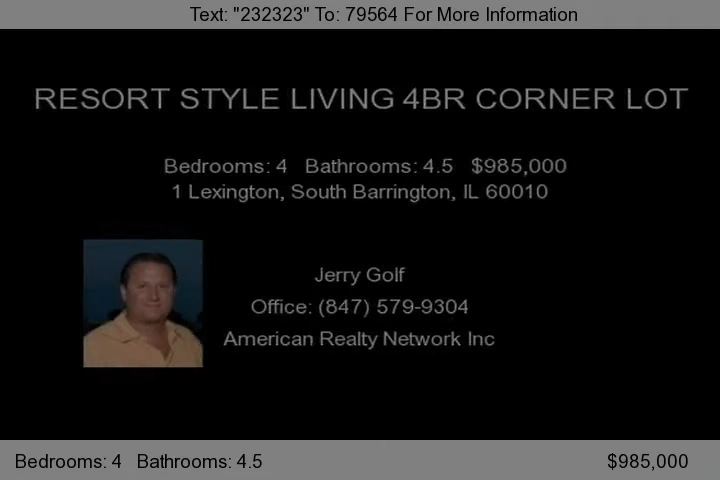 Text: "232323" To: 79564 For More Information
RESORT STYLE LIVING 4BR CORNER LOT
Bedrooms: 4 Bathrooms: 4.5 $985,000
1 Lexington, South Barrington, IL 60010
Jerry Golf
Office: (847) 579-9304
American Realty Network Inc
Bedrooms: 4 Bathrooms: 4.5 $985,000